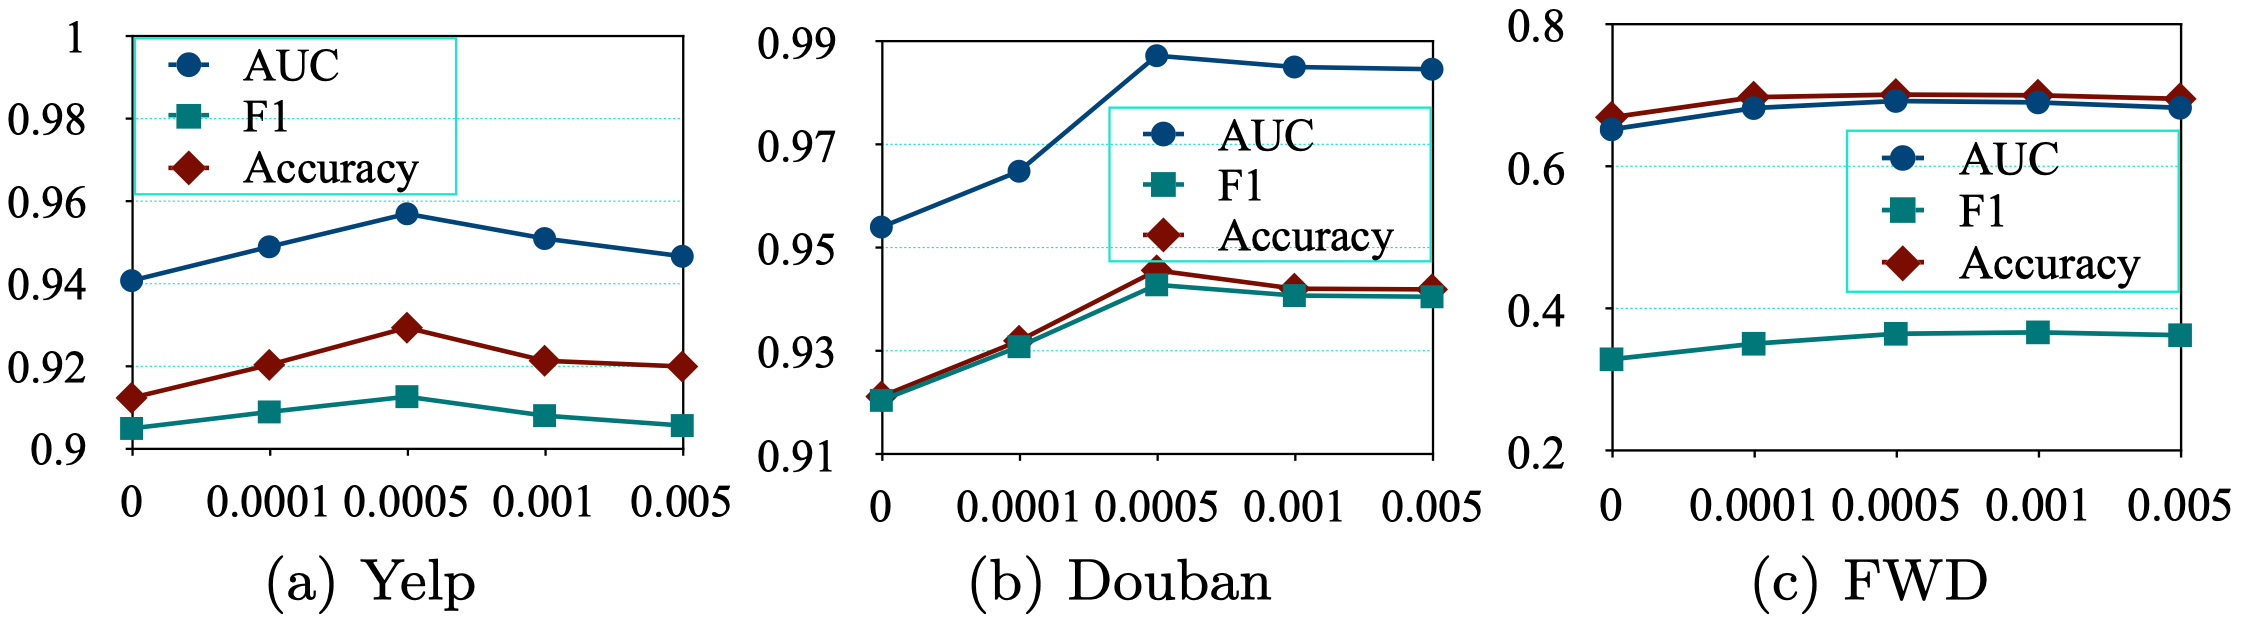 1
0.98
0.96
0.94
0.92
0.9
AUC
F1
Accuracy
0 0.0001 0.0005 0.001 0.005
(a) Yelp
0.99
0.97
0.95
0.93
0.91
AUC
F1
Accuracy
0 0.0001 0.0005 0.001 0.005
(b) Douban
0.8
0.6
0.4
0.2
AUC
F1
Accuracy
0 0.0001 0.0005 0.001 0.005
(c) FWD